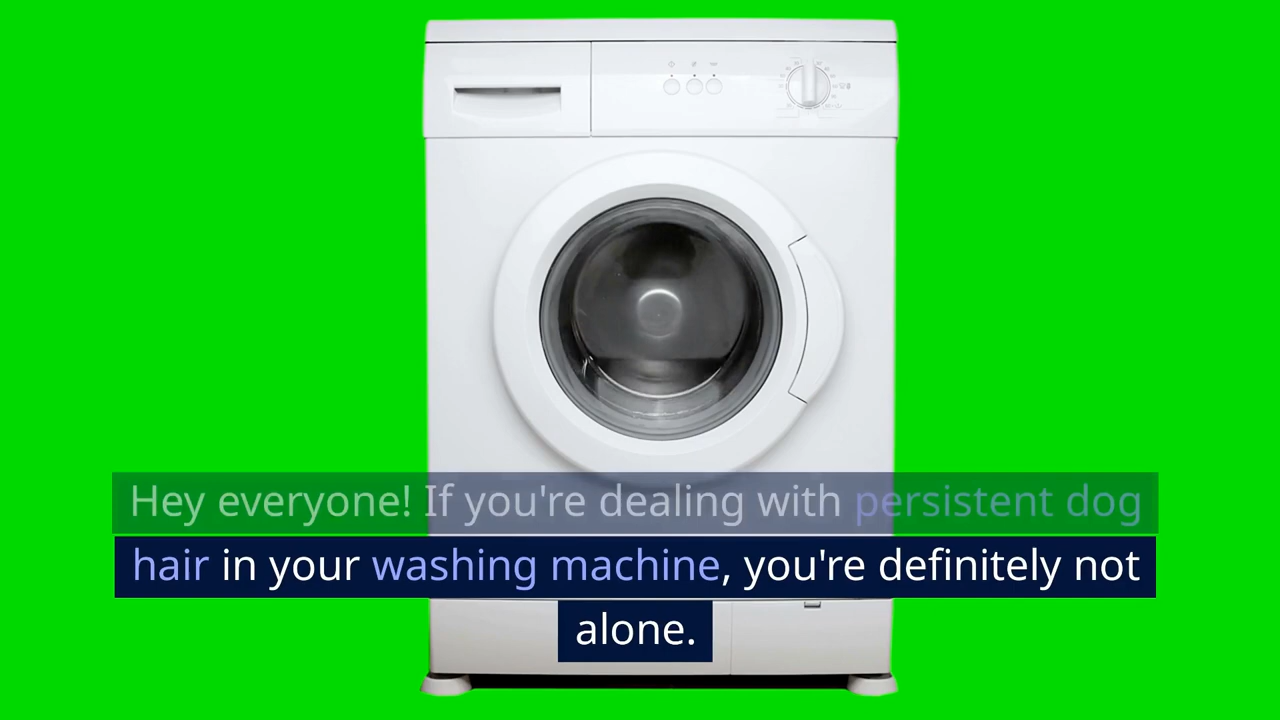 Hey everyone! If you're dealing with persistent dog
hair in your washing machine, you're definitely not
alone.